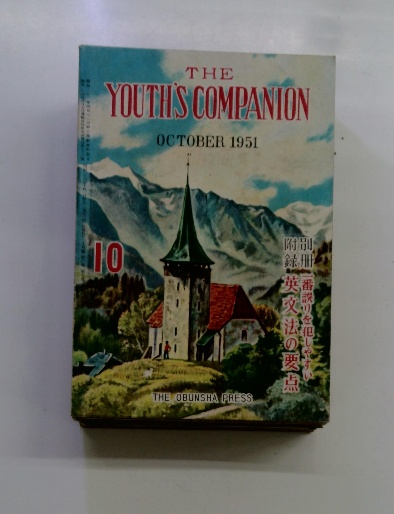 THE
YOUTH'S COMPANION
OCTOBER 1951
10
別冊
附録
一番誤りを犯しやすい
英文法の要点
THE OBUNSHA PRESS